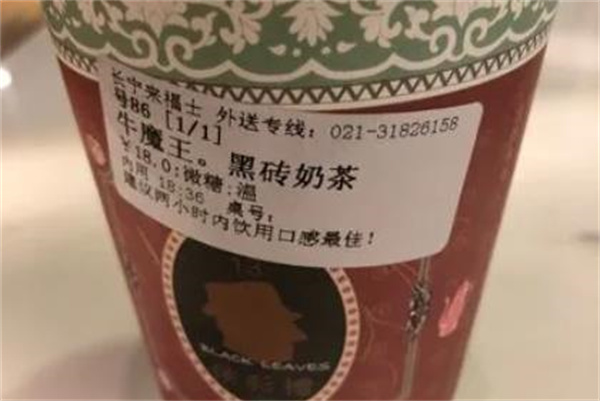 长宁来福士 外送专线：021-31826158
号86 [1/1]
牛魔王。黑砖奶茶
￥18.0;微糖;温
内用 18:36 桌号：
建议两小时内饮用口感最佳！
BLACK LEAVES